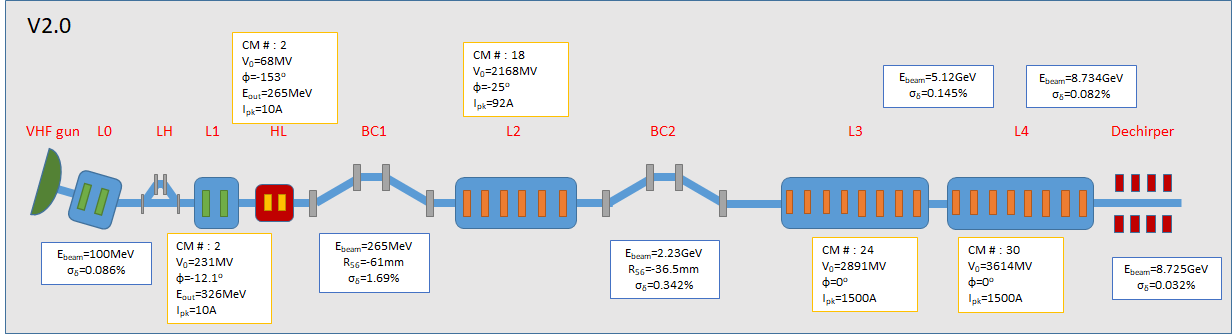 V2.0
CM # : 2
V₀=68MV
ϕ=-153°
Eout=265MeV
Ipk=10A
CM # : 18
V₀=2168MV
ϕ=-25°
Ipk=92A
Ebeam=5.12GeV
σδ=0.145%
Ebeam=8.734GeV
σδ=0.082%
VHF gun
L0
LH
L1
HL
BC1
L2
BC2
L3
L4
Dechirper
Ebeam=100MeV
σδ=0.086%
CM # : 2
V₀=231MV
ϕ=-12.1°
Eout=326MeV
Ipk=10A
Ebeam=265MeV
R₅₆=-61mm
σδ=1.69%
Ebeam=2.23GeV
R₅₆=-36.5mm
σδ=0.342%
CM # : 24
V₀=2891MV
ϕ=0°
Ipk=1500A
CM # : 30
V₀=3614MV
ϕ=0°
Ipk=1500A
Ebeam=8.725GeV
σδ=0.032%